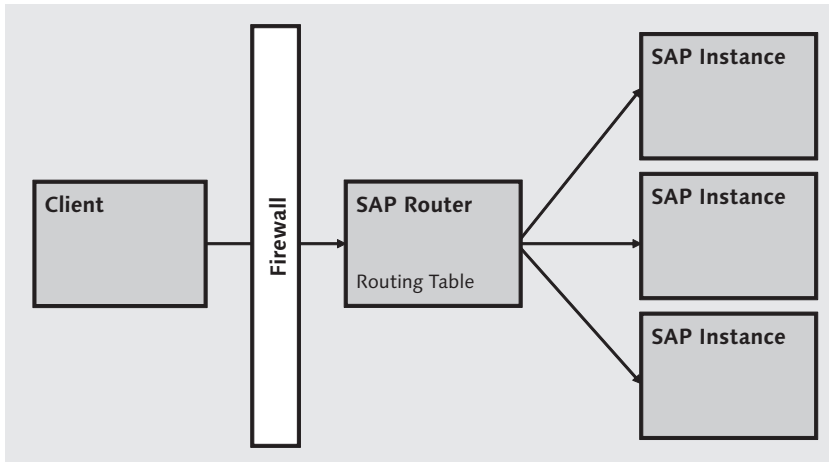 Client
Firewall
SAP Router
Routing Table
SAP Instance
SAP Instance
SAP Instance